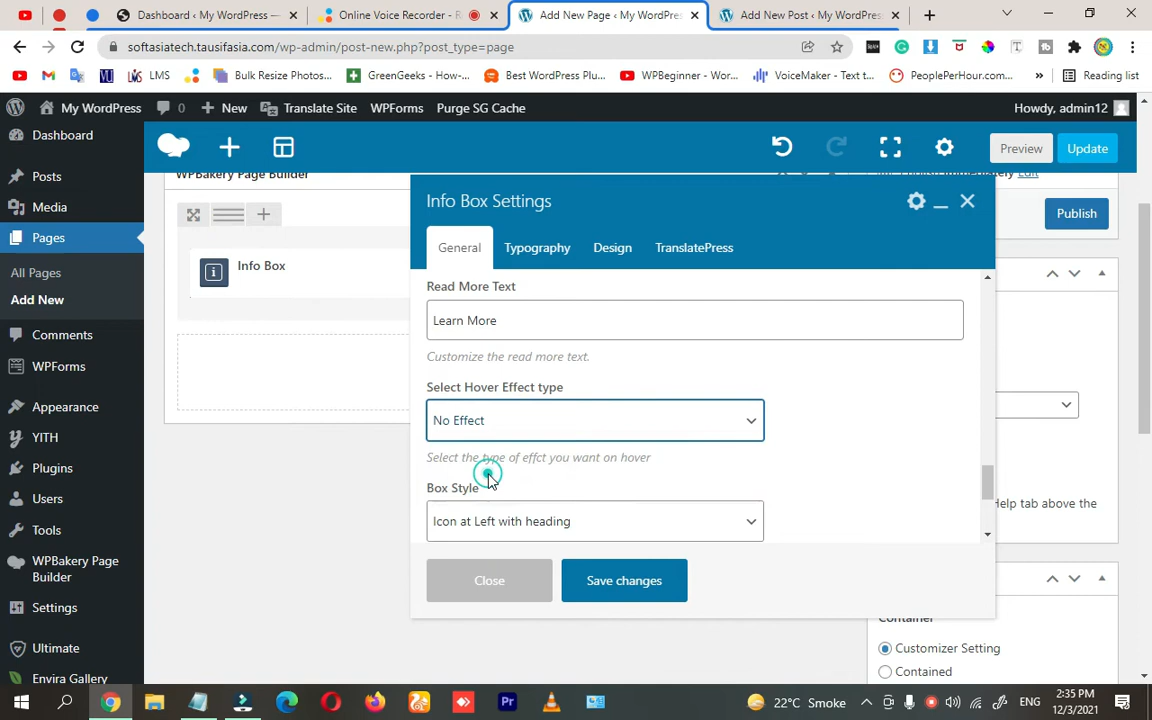 Dashboard ‹ My WordPress —
Online Voice Recorder - R
Add New Page ‹ My WordPres
Add New Post ‹ My WordPress
softasiatech.tausifasia.com/wp-admin/post-new.php?post_type=page
LMS
Bulk Resize Photos...
GreenGeeks - How-...
Best WordPress Plu...
WPBeginner - Wor...
VoiceMaker - Text t...
PeoplePerHour.com...
»
Reading list
My WordPress
0
New
Translate Site
WPForms
Purge SG Cache
Howdy, admin12
Dashboard
Posts
Media
Pages
All Pages
Add New
Comments
WPForms
Appearance
YITH
Plugins
Users
Tools
WPBakery Page
Builder
Settings
Ultimate
Envira Gallery
Preview
Update
WPBakery Page Builder
immediately Edit
Publish
Info Box
Info Box Settings
General
Typography
Design
TranslatePress
Read More Text
Learn More
Customize the read more text.
Select Hover Effect type
No Effect
Select the type of effct you want on hover
Box Style
Icon at Left with heading
Close
Save changes
Help tab above the
Container
Customizer Setting
Contained
22°C Smoke
ENG
2:35 PM
12/3/2021